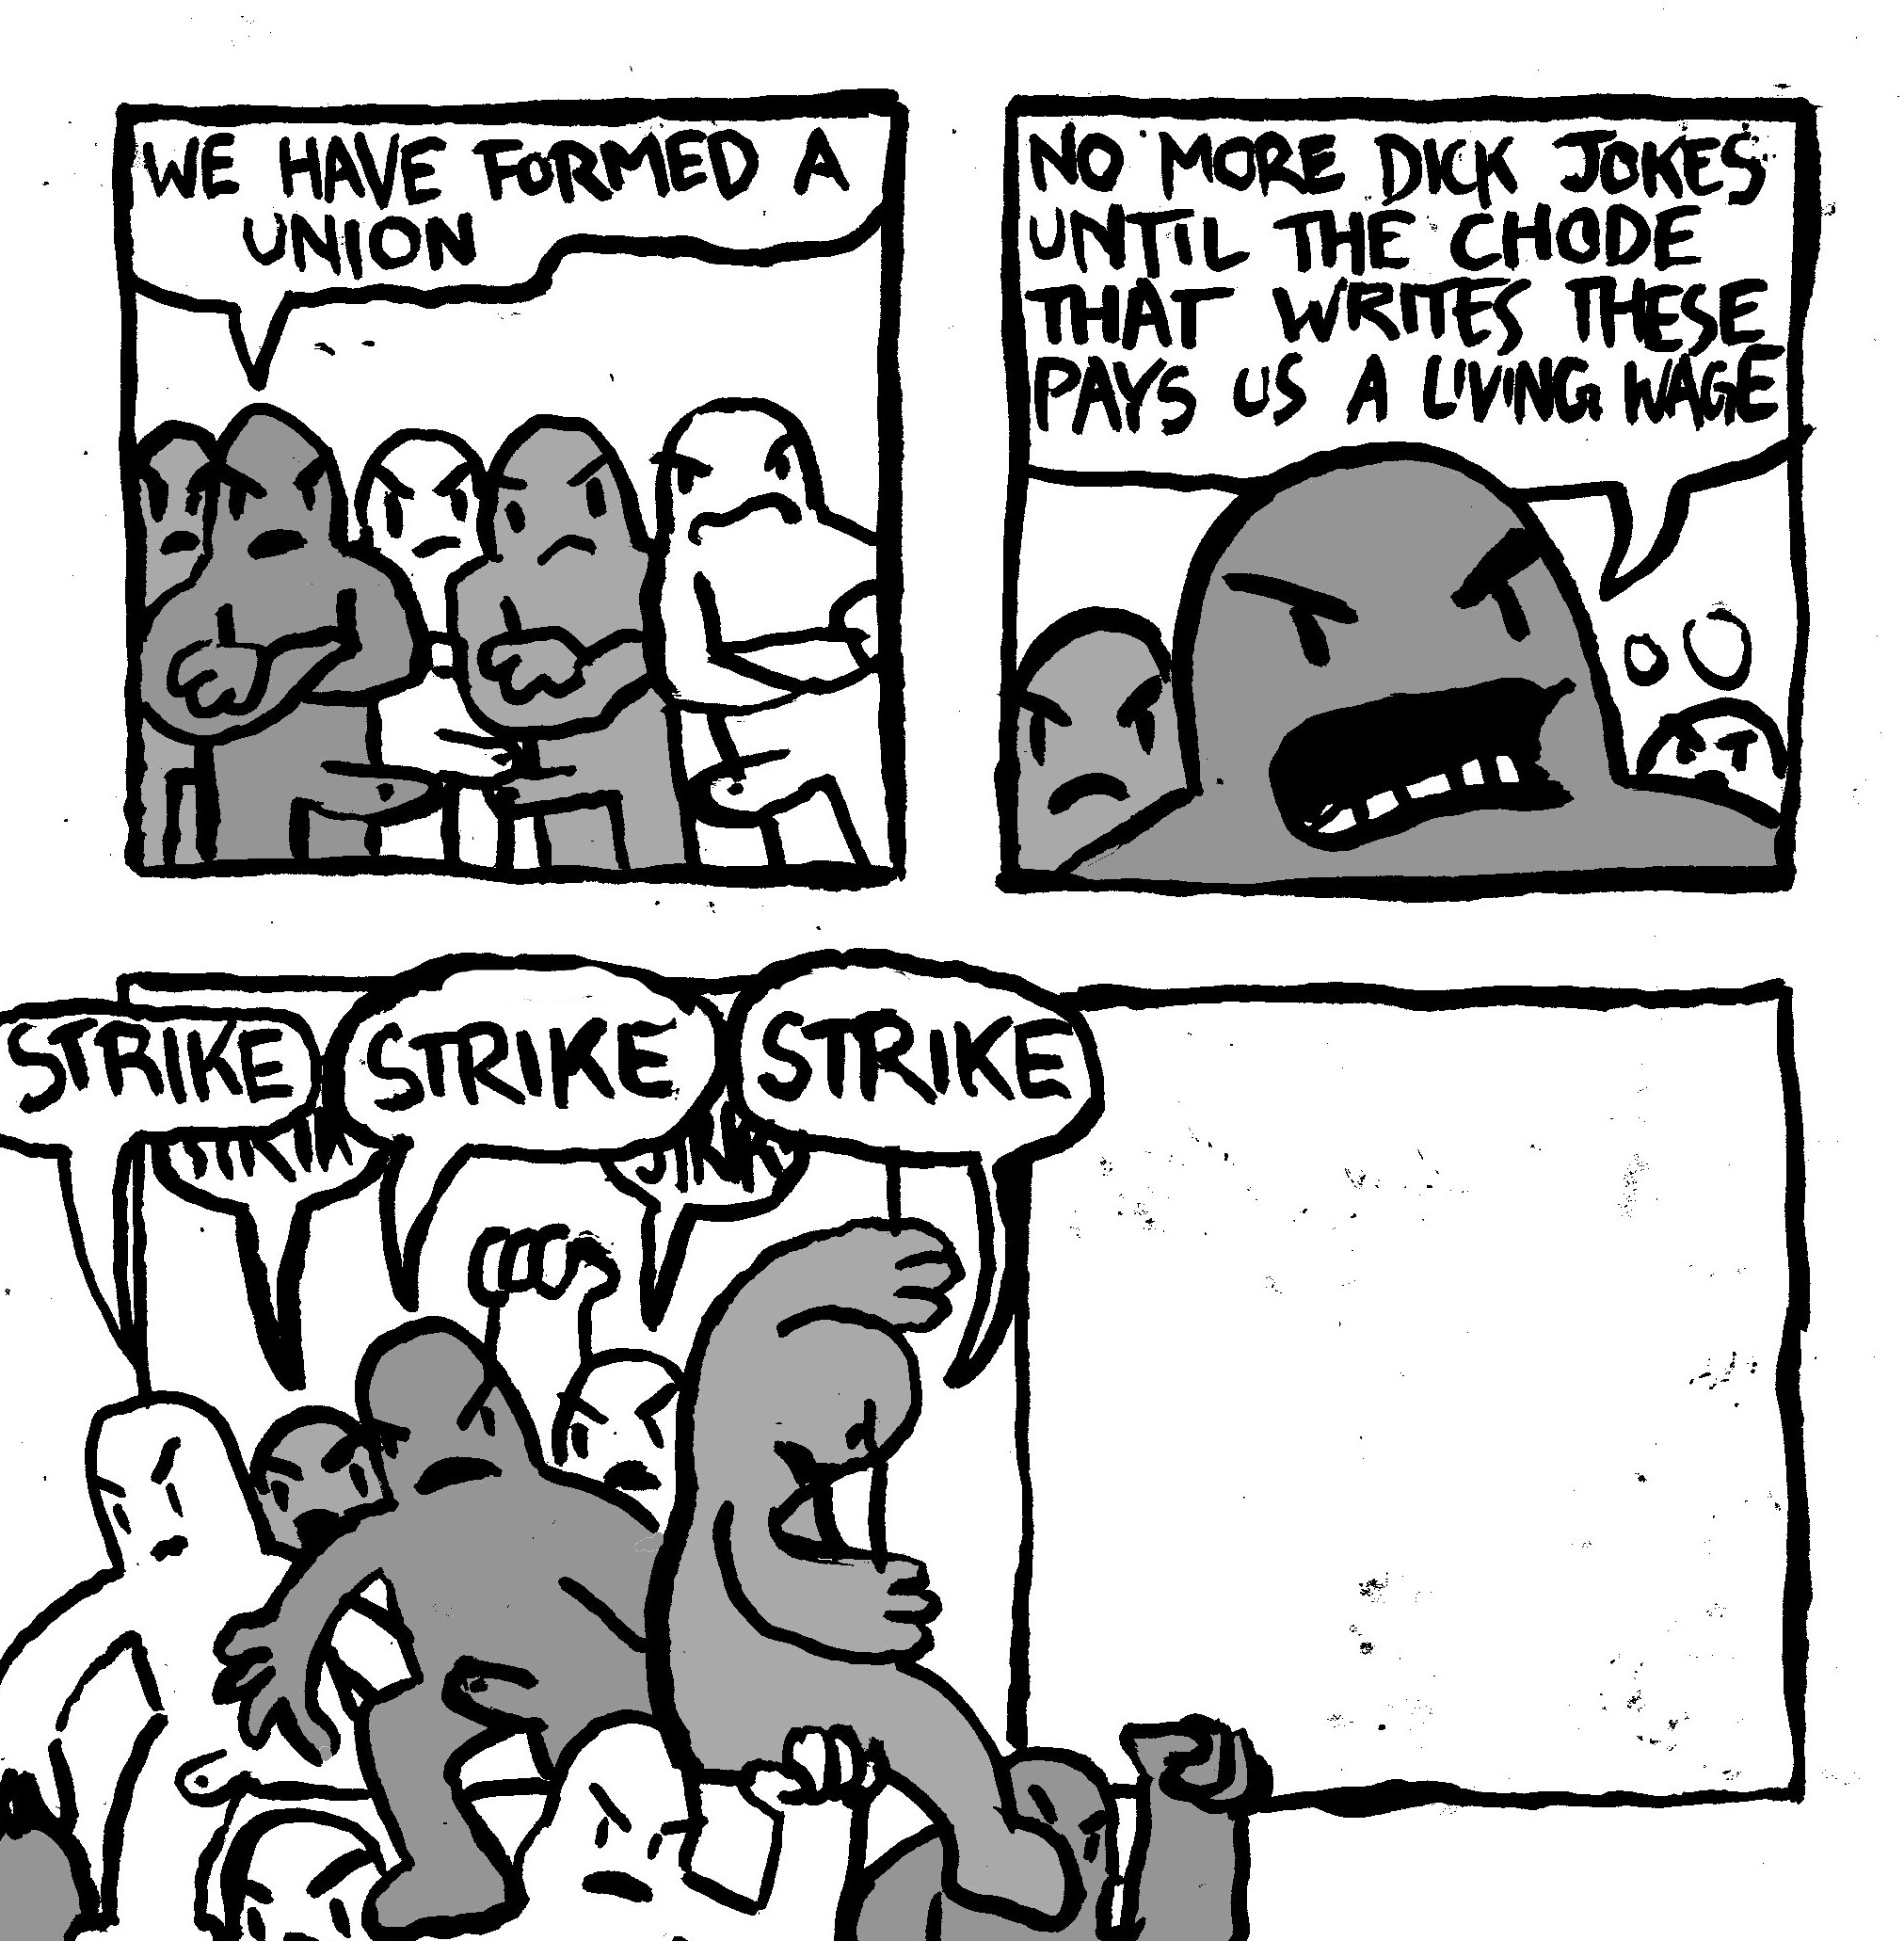 WE HAVE FORMED A
UNION
NO MORE DICK JOKES
UNTIL THE CHODE
THAT WRITES THESE
PAYS US A LIVING WAGE
STRIKE
STRIKE
STRIKE